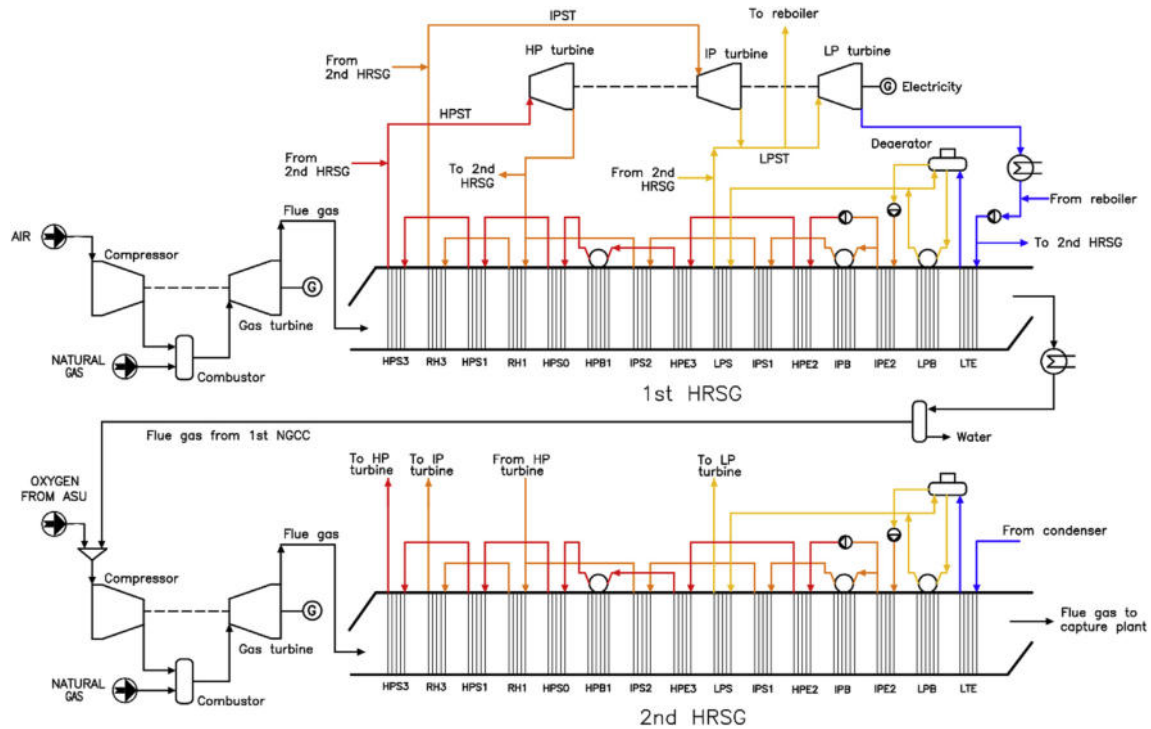 IPST
To reboiler
HP turbine
IP turbine
LP turbine
From
2nd HRSG
G
Electricity
HPST
From
2nd HRSG
To 2nd
HRSG
From 2nd
HRSG
LPST
Deaerator
Flue gas
From reboiler
To 2nd HRSG
AIR
Compressor
G
Gas turbine
NATURAL
GAS
Combustor
HPS3 RH3 HPS1 RH1 HPS0 HPB1 IPS2 HPE3 LPS IPS1 HPE2 IPB IPE2 LPB LTE
1st HRSG
Flue gas from 1st NGCC
Water
To HP
turbine
To IP
turbine
From HP
turbine
To LP
turbine
OXYGEN
FROM ASU
Flue gas
From condenser
Compressor
G
Gas turbine
Flue gas to
capture plant
NATURAL
GAS
Combustor
HPS3 RH3 HPS1 RH1 HPS0 HPB1 IPS2 HPE3 LPS IPS1 HPE2 IPB IPE2 LPB LTE
2nd HRSG